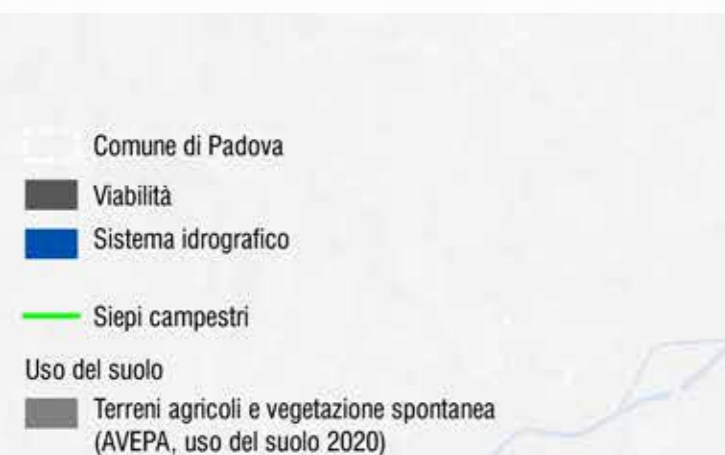 Comune di Padova
Viabilità
Sistema idrografico
Siepi campestri
Uso del suolo
Terreni agricoli e vegetazione spontanea
(AVEPA, uso del suolo 2020)